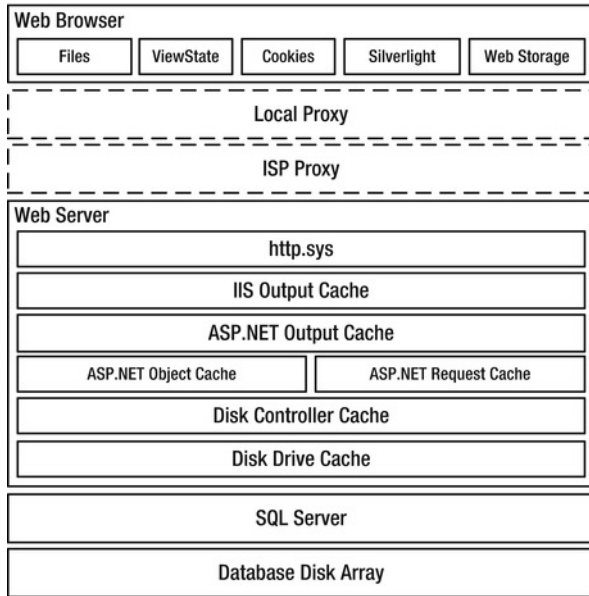 Web Browser
Files ViewState Cookies Silverlight Web Storage
Local Proxy
ISP Proxy
Web Server
http.sys
IIS Output Cache
ASP.NET Output Cache
ASP.NET Object Cache ASP.NET Request Cache
Disk Controller Cache
Disk Drive Cache
SQL Server
Database Disk Array